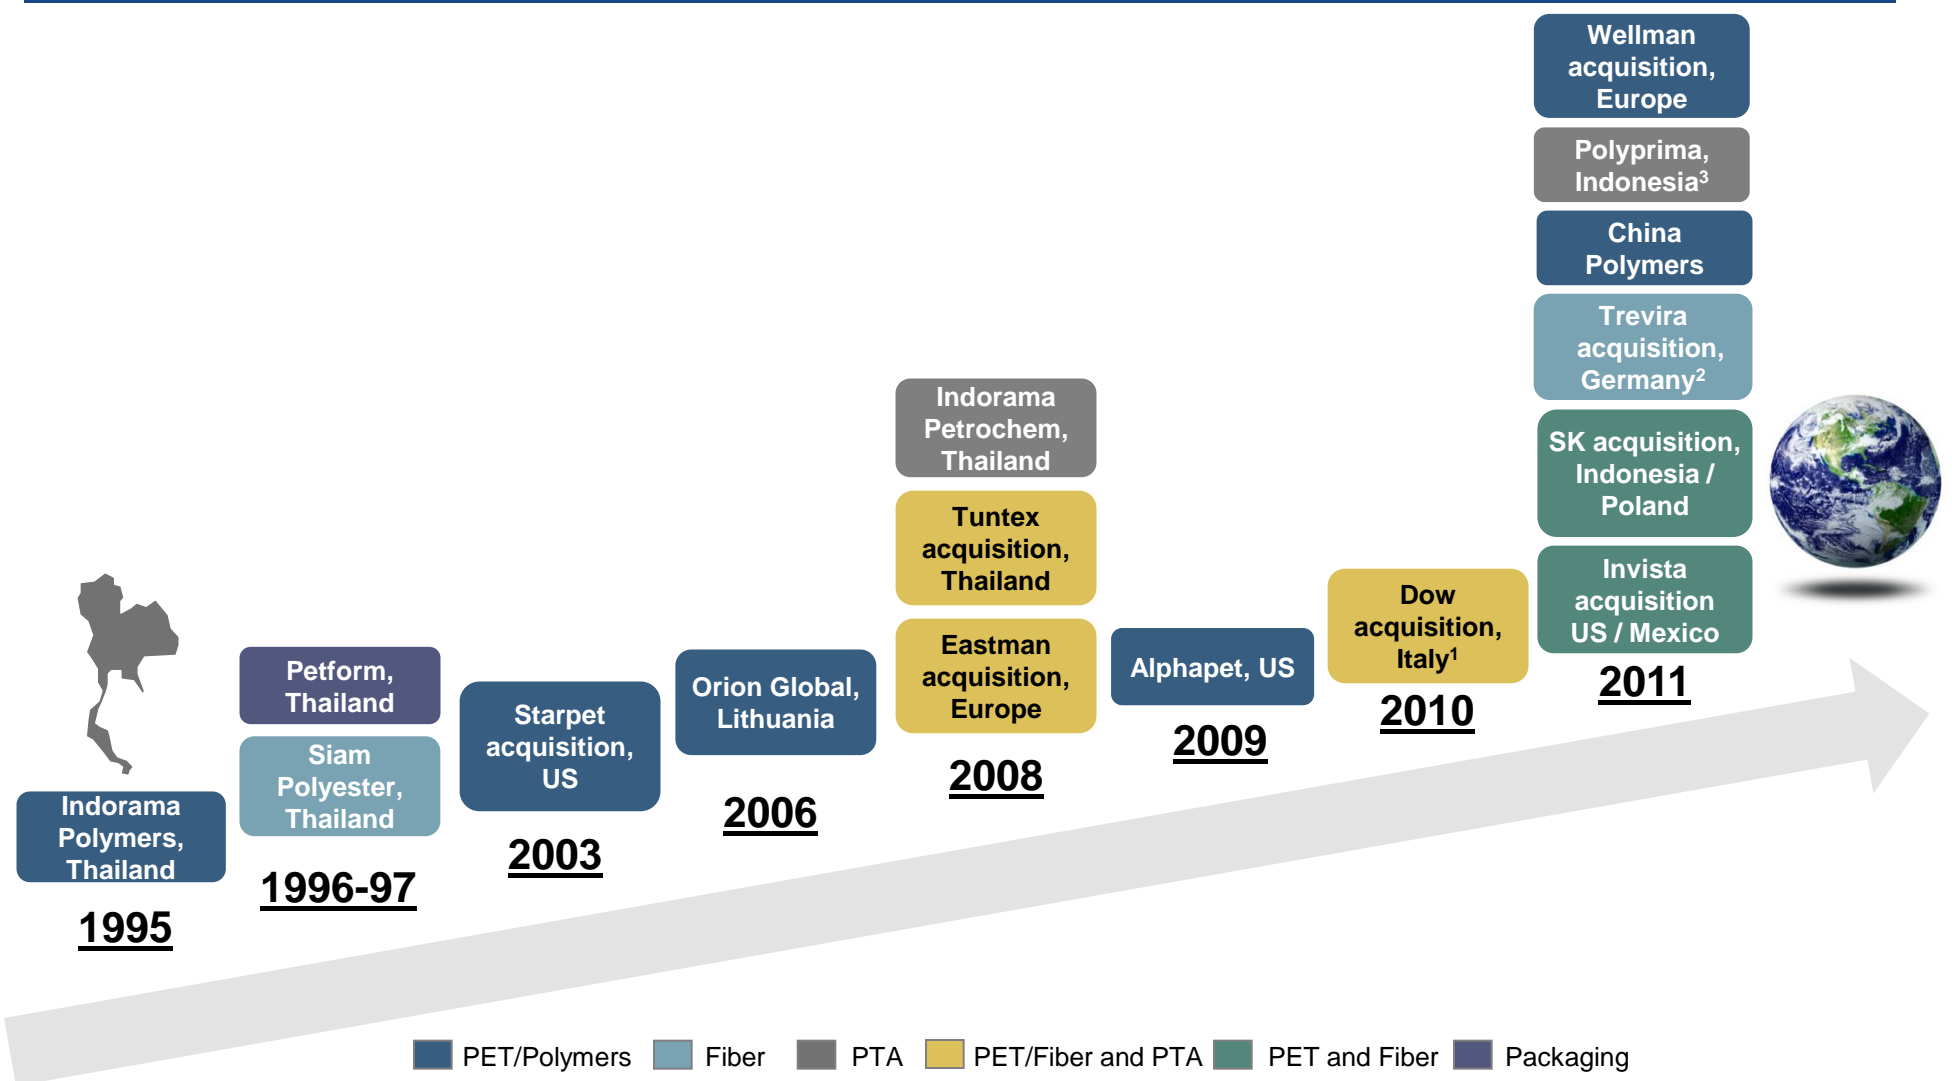 Indorama
Polymers,
Thailand
1995
Petform,
Thailand
Siam
Polyester,
Thailand
1996-97
Starpet
acquisition,
US
2003
Orion Global,
Lithuania
2006
Indorama
Petrochem,
Thailand
Tuntex
acquisition,
Thailand
Eastman
acquisition,
Europe
2008
Alphapet, US
2009
Dow
acquisition,
Italy¹
2010
Wellman
acquisition,
Europe
Polyprima,
Indonesia³
China
Polymers
Trevira
acquisition,
Germany²
SK acquisition,
Indonesia /
Poland
Invista
acquisition
US / Mexico
2011
PET/Polymers
Fiber
PTA
PET/Fiber and PTA
PET and Fiber
Packaging